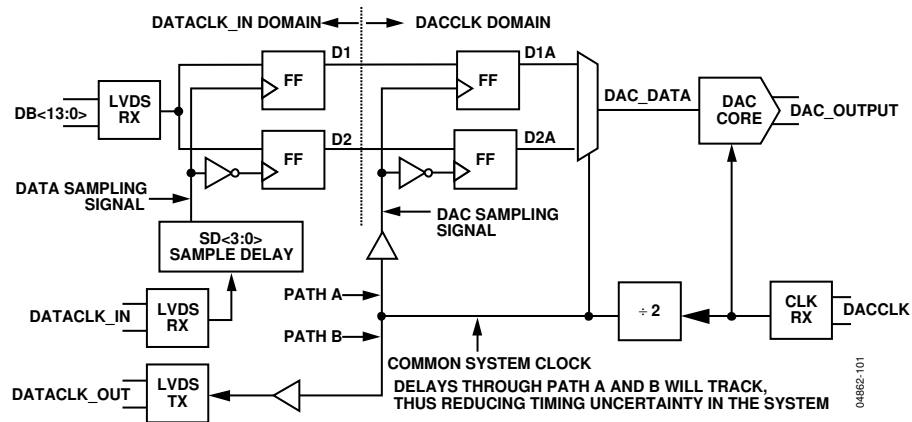 DATACLK_IN DOMAIN
DACCLK DOMAIN
D1
D1A
FF
FF
LVDS
RX
DB<13:0>
DAC_DATA
DAC
CORE
DAC_OUTPUT
D2
D2A
FF
FF
DATA SAMPLING
SIGNAL
DAC SAMPLING
SIGNAL
SD<3:0>
SAMPLE DELAY
PATH A
DATACLK_IN
LVDS
RX
÷ 2
CLK
RX
DACCLK
PATH B
COMMON SYSTEM CLOCK
DATACLK_OUT
LVDS
TX
DELAYS THROUGH PATH A AND B WILL TRACK,
THUS REDUCING TIMING UNCERTAINTY IN THE SYSTEM
04862-101